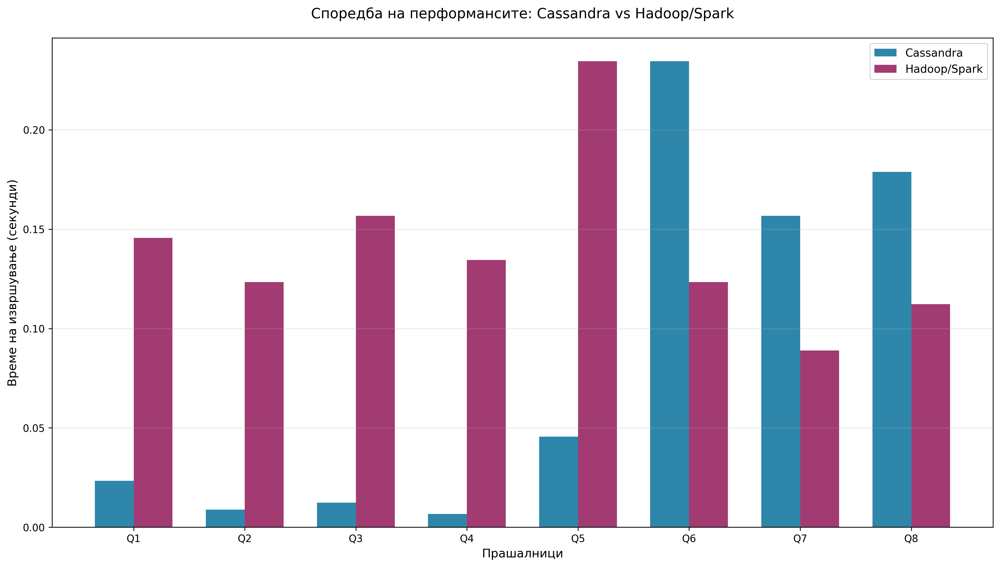 Споредба на перформансите: Cassandra vs Hadoop/Spark
Cassandra
Hadoop/Spark
Време на извршување (секунди)
0.20
0.15
0.10
0.05
0.00
Q1 Q2 Q3 Q4 Q5 Q6 Q7 Q8
Прашалници